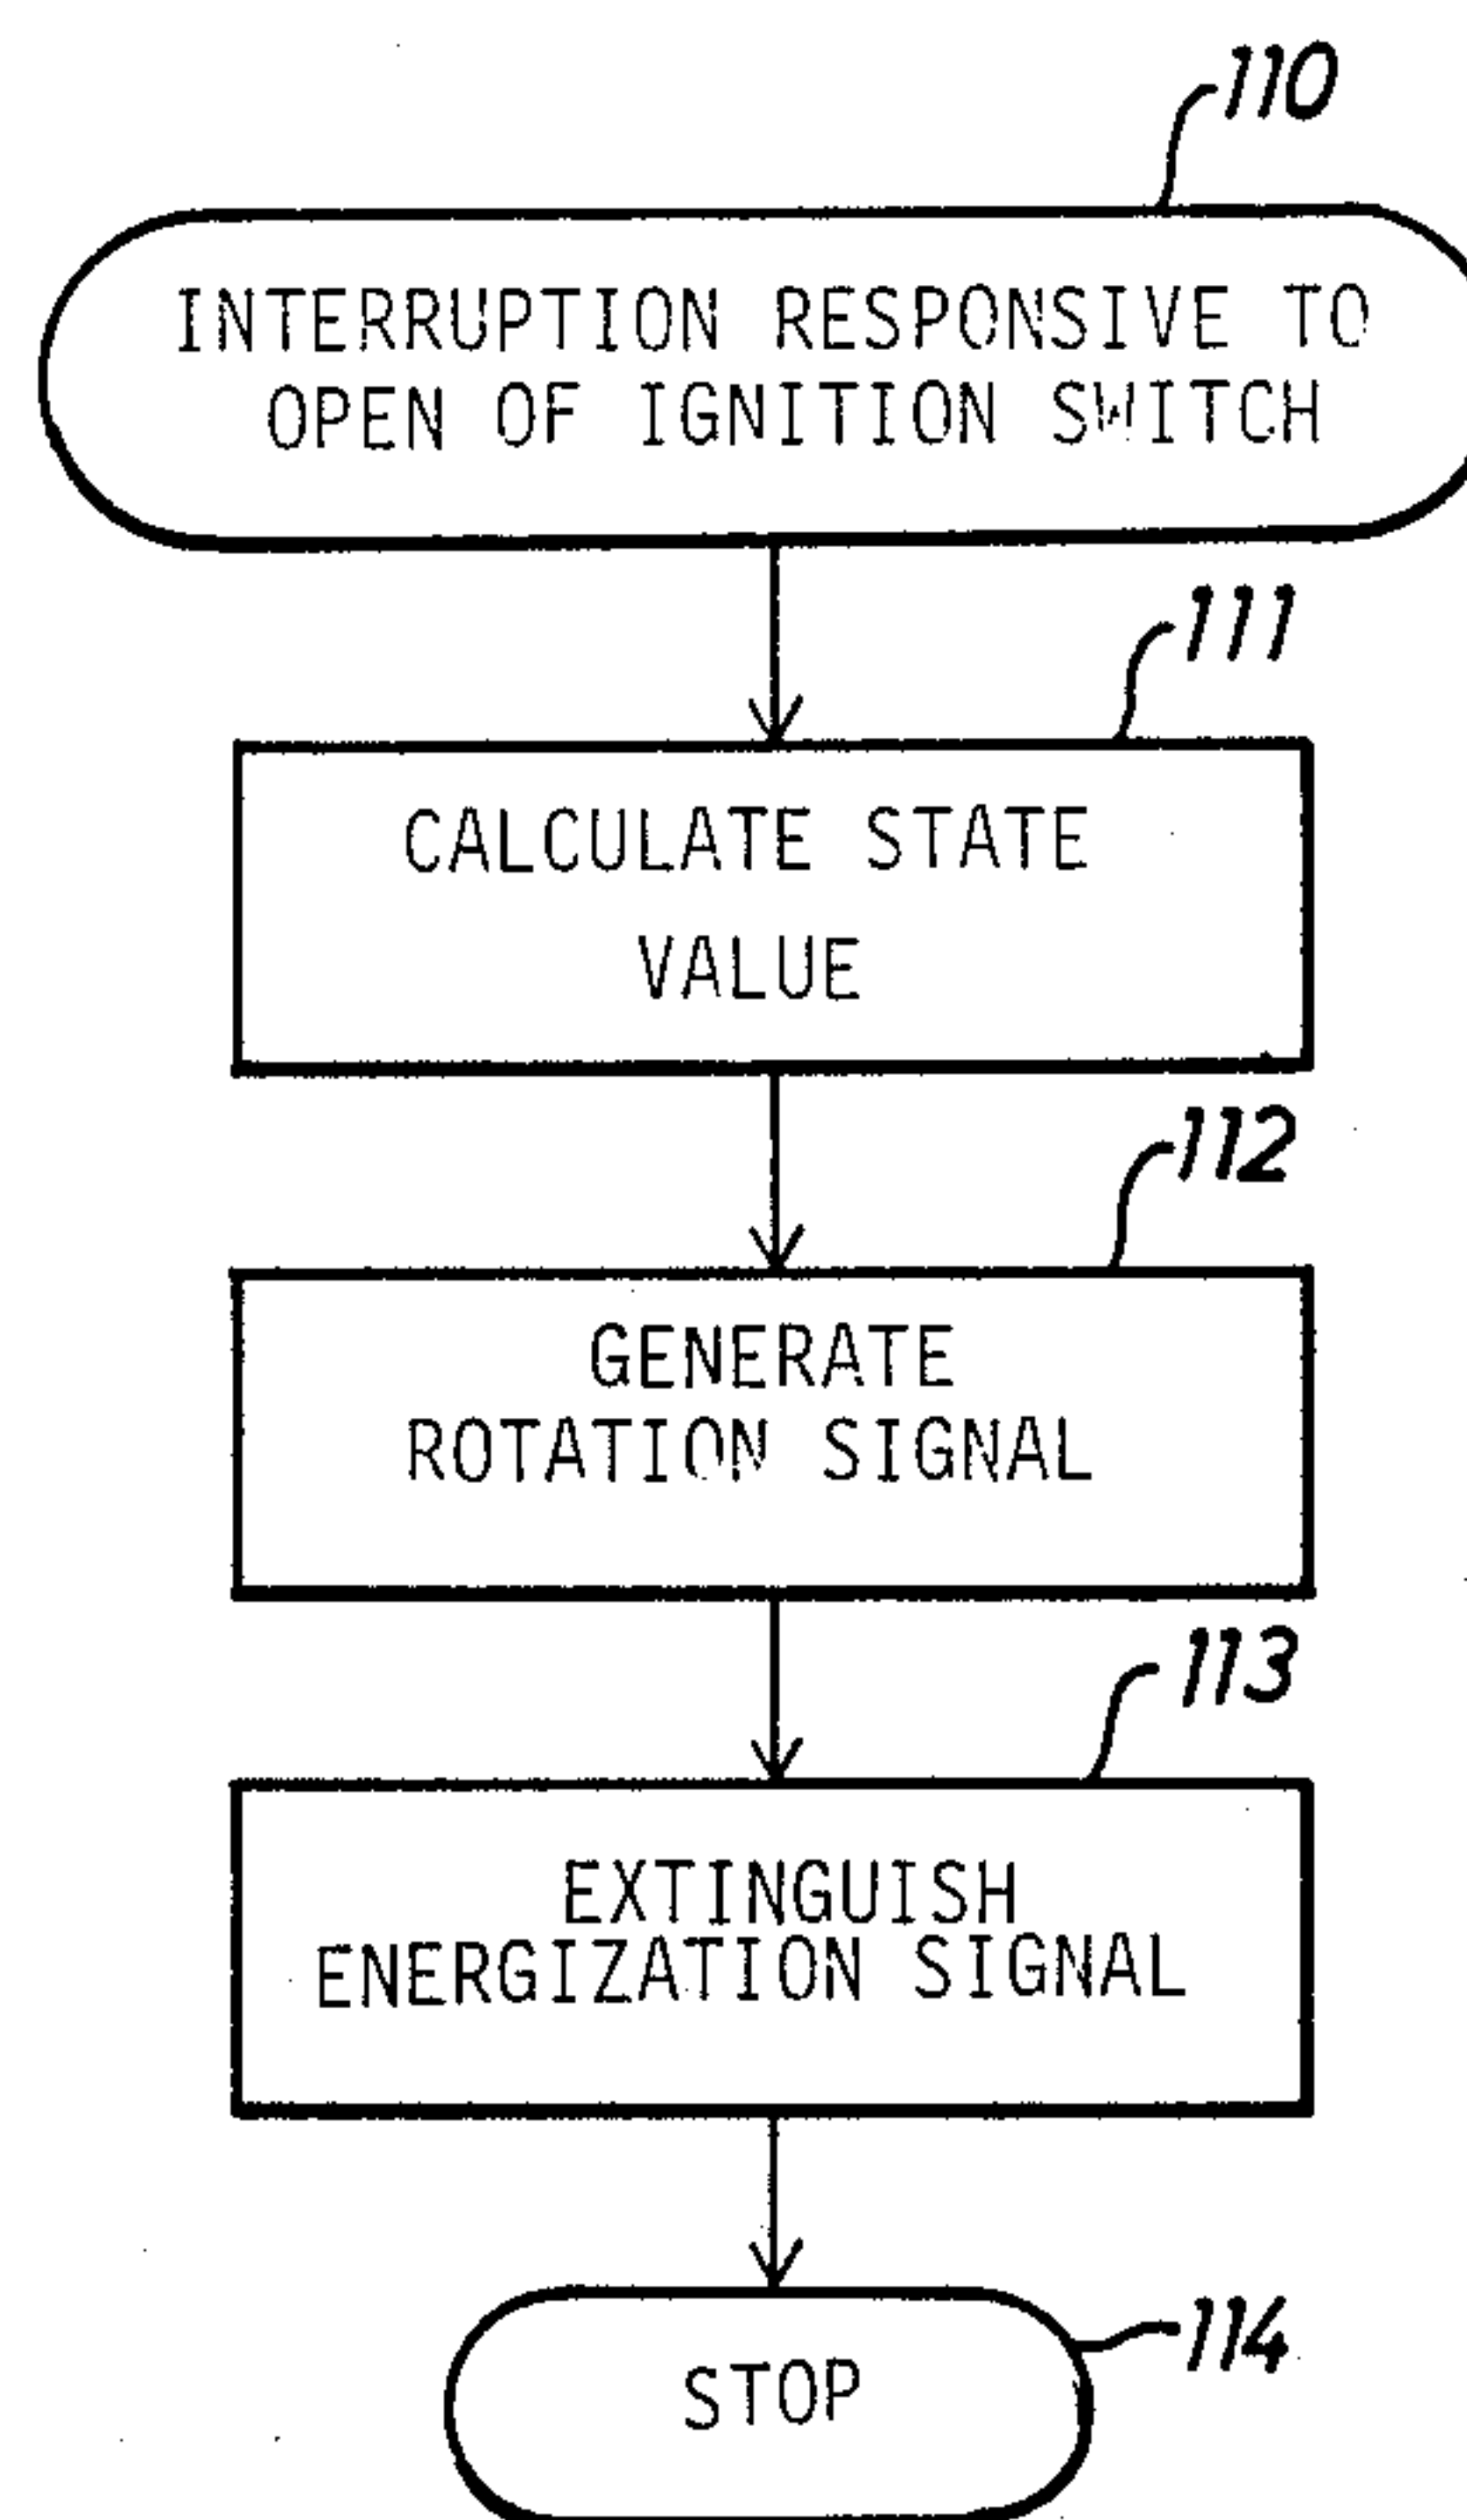 110
INTERRUPTION RESPONSIVE TO
OPEN OF IGNITION SWITCH
111
CALCULATE STATE
VALUE
112
GENERATE
ROTATION SIGNAL
113
EXTINGUISH
ENERGIZATION SIGNAL
114
STOP